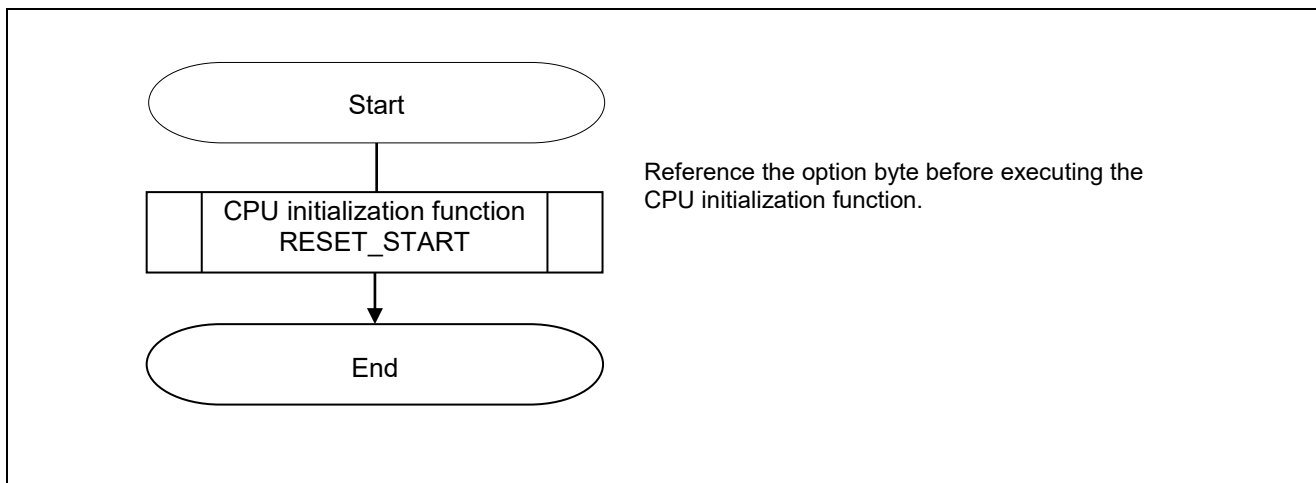 Start
CPU initialization function
RESET_START
Reference the option byte before executing the
CPU initialization function.
End